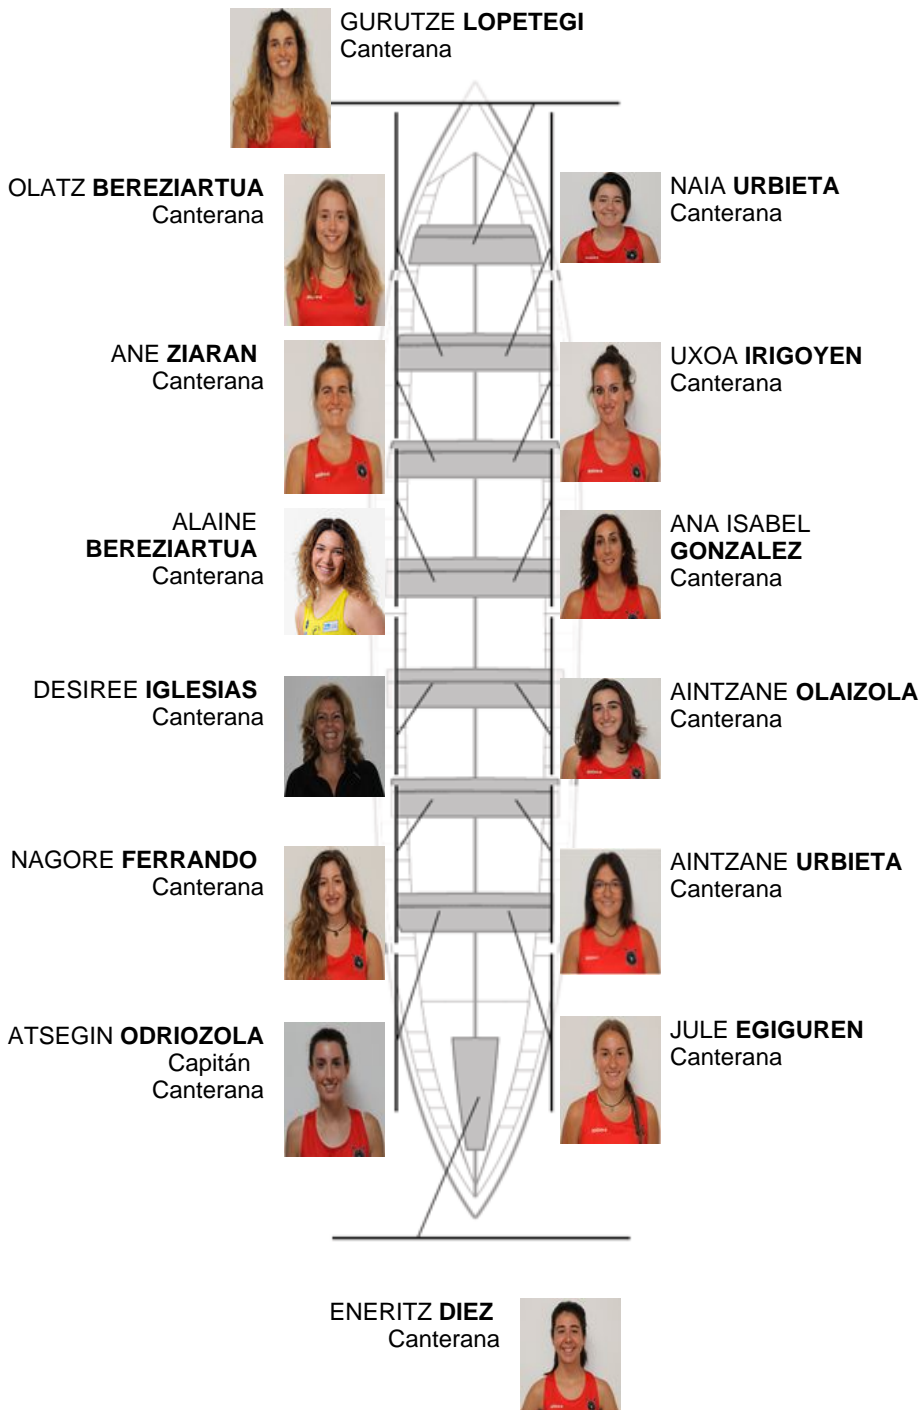 GURUTZE LOPETEGI
Canterana
OLATZ BEREZIARTUA
Canterana
NAIA URBIETA
Canterana
ANE ZIARAN
Canterana
UXOA IRIGOYEN
Canterana
ALAINE
BEREZIARTUA
Canterana
ANA ISABEL
GONZALEZ
Canterana
DESIREE IGLESIAS
Canterana
AINTZANE OLAIZOLA
Canterana
NAGORE FERRANDO
Canterana
AINTZANE URBIETA
Canterana
ATSEGIN ODRIOZOLA
Capitán
Canterana
JULE EGIGUREN
Canterana
ENERITZ DIEZ
Canterana